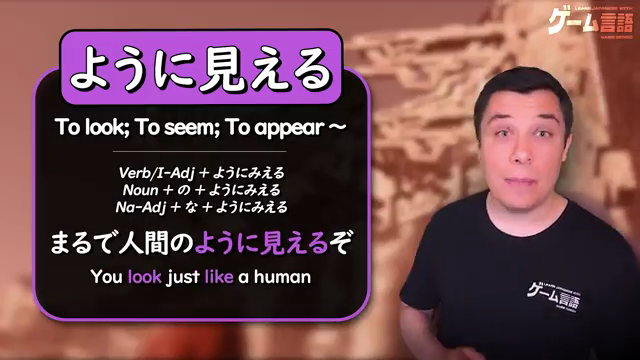 ように見える
To look; To seem; To appear ～
Verb/I-Adj + ようにみえる
Noun + の + ようにみえる
Na-Adj + な + ようにみえる
まるで人間のように見えるぞ
You look just like a human
LEARN JAPANESE WITH
ゲーム言語
ゲーム言語